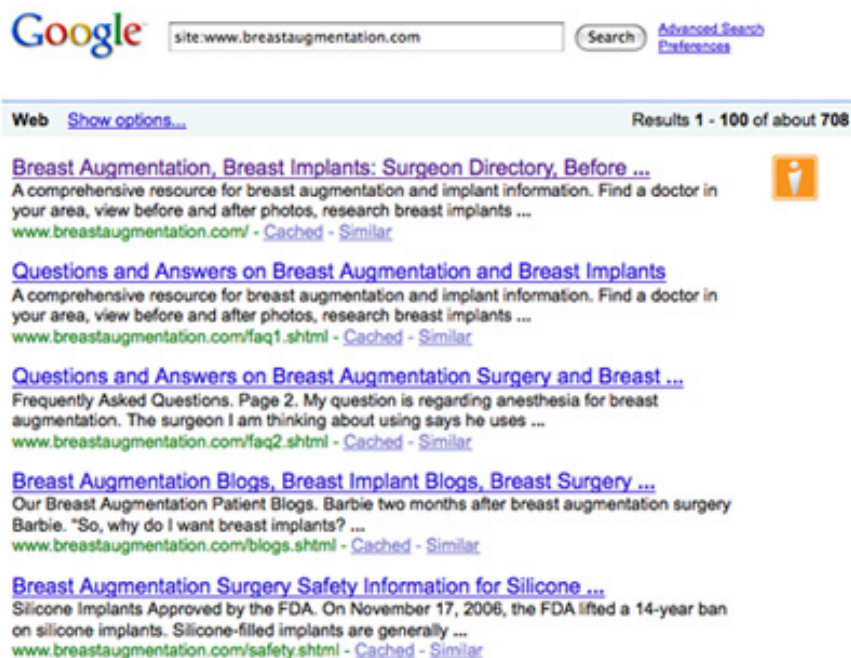 Google
site:www.breastaugmentation.com
Search
Advanced Search
Preferences
Web Show options...
Results 1 - 100 of about 708
Breast Augmentation, Breast Implants: Surgeon Directory, Before ...
A comprehensive resource for breast augmentation and implant information. Find a doctor in
your area, view before and after photos, research breast implants ...
www.breastaugmentation.com/ - Cached - Similar
Questions and Answers on Breast Augmentation and Breast Implants
A comprehensive resource for breast augmentation and implant information. Find a doctor in
your area, view before and after photos, research breast implants ...
www.breastaugmentation.com/faq1.shtml - Cached - Similar
Questions and Answers on Breast Augmentation Surgery and Breast ...
Frequently Asked Questions. Page 2. My question is regarding anesthesia for breast
augmentation. The surgeon I am thinking about using says he uses ...
www.breastaugmentation.com/faq2.shtml - Cached - Similar
Breast Augmentation Blogs, Breast Implant Blogs, Breast Surgery ...
Our Breast Augmentation Patient Blogs. Barbie two months after breast augmentation surgery
Barbie. "So, why do I want breast implants? ...
www.breastaugmentation.com/blogs.shtml - Cached - Similar
Breast Augmentation Surgery Safety Information for Silicone ...
Silicone Implants Approved by the FDA. On November 17, 2006, the FDA lifted a 14-year ban
on silicone implants. Silicone-filled implants are generally ...
www.breastaugmentation.com/safety.shtml - Cached - Similar